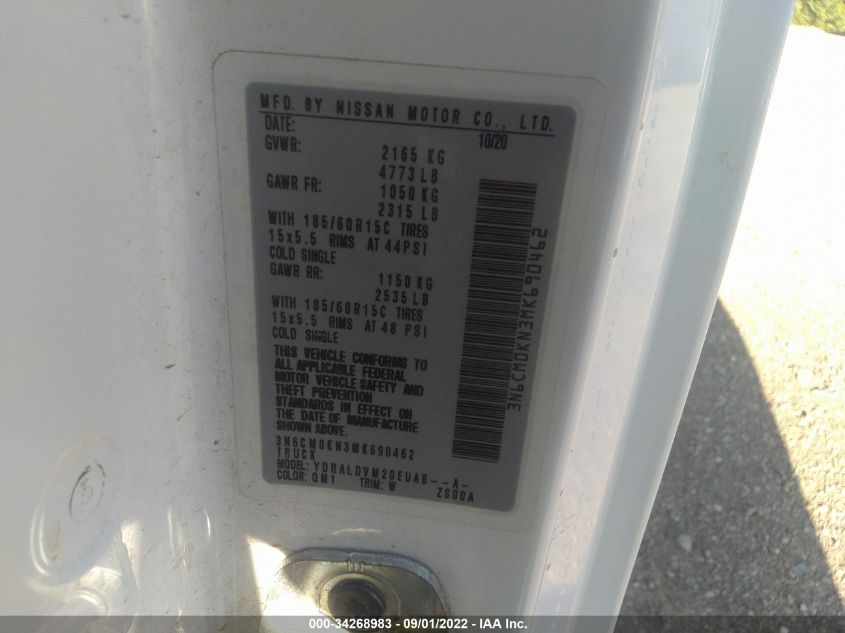 MFD. BY NISSAN MOTOR CO., LTD.
DATE: 10/20
GVWR: 2165 KG
4773 LB
GAWR FR: 1050 KG
2315 LB
WITH 185/60R15C TIRES
15x5.5 RIMS AT 44PSI
COLD SINGLE
GAWR RR: 1150 KG
2535 LB
WITH 185/60R15C TIRES
15x5.5 RIMS AT 48 PSI
COLD SINGLE
THIS VEHICLE CONFORMS TO
ALL APPLICABLE FEDERAL
MOTOR VEHICLE SAFETY AND
THEFT PREVENTION
STANDARDS IN EFFECT ON
THE DATE OF MANUFACTURE
SHOWN ABOVE.
3N6CM0KN3MK690462
TRUCK
MODEL: YDRALDVM20EUAB--A-
COLOR: QM1 TRIM: W ZS00A
3N6CM0KN3MK690462
000-34268983 - 09/01/2022 - IAA Inc.